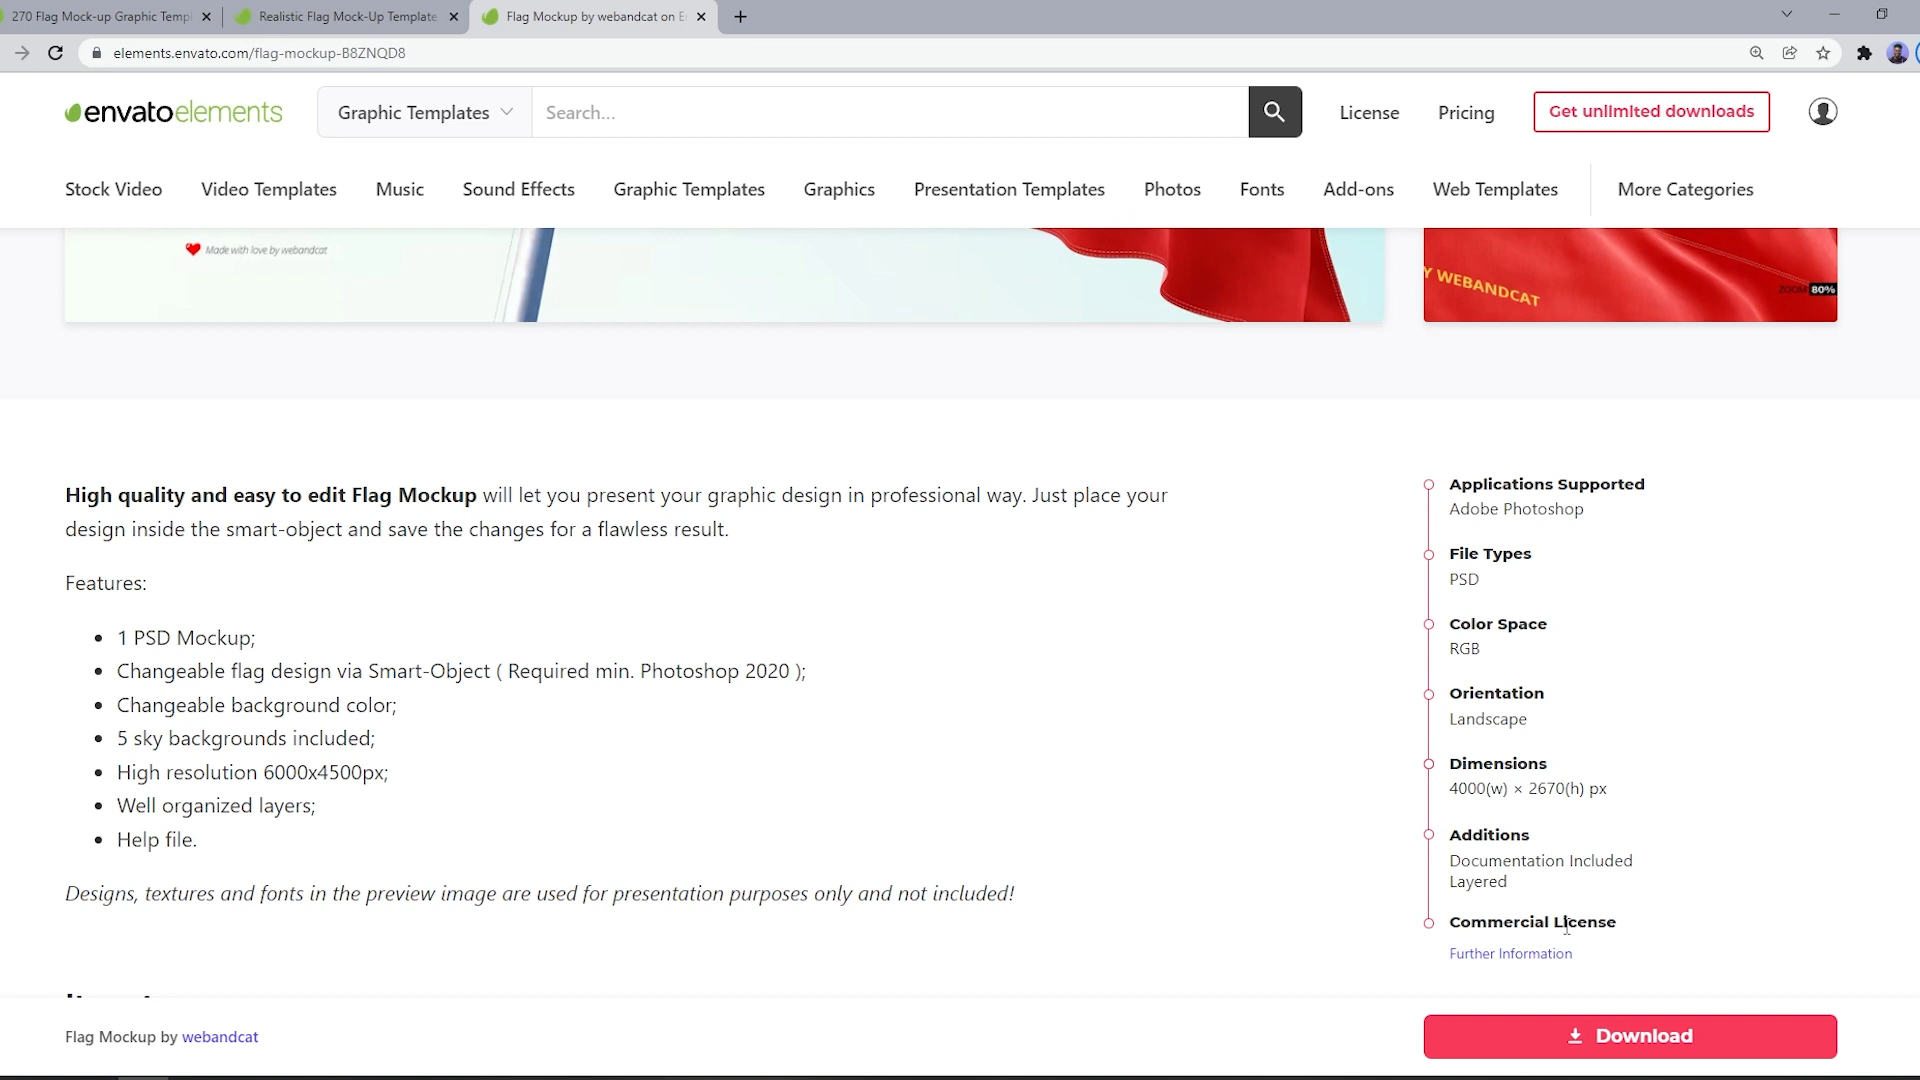 270 Flag Mock-up Graphic Templ
Realistic Flag Mock-Up Template
Flag Mockup by webandcat on E
elements.envato.com/flag-mockup-B8ZNQD8
envatoelements
Graphic Templates
Search...
License
Pricing
Get unlimited downloads
Stock Video
Video Templates
Music
Sound Effects
Graphic Templates
Graphics
Presentation Templates
Photos
Fonts
Add-ons
Web Templates
More Categories
Made with love by webandcat
Y WEBANDCAT
ZOOM 80%
High quality and easy to edit Flag Mockup will let you present your graphic design in professional way. Just place your
design inside the smart-object and save the changes for a flawless result.
Features:
• 1 PSD Mockup;
• Changeable flag design via Smart-Object ( Required min. Photoshop 2020 );
• Changeable background color;
• 5 sky backgrounds included;
• High resolution 6000x4500px;
• Well organized layers;
• Help file.
Designs, textures and fonts in the preview image are used for presentation purposes only and not included!
Applications Supported
Adobe Photoshop
File Types
PSD
Color Space
RGB
Orientation
Landscape
Dimensions
4000(w) × 2670(h) px
Additions
Documentation Included
Layered
Commercial License
Further Information
Flag Mockup by webandcat
Download